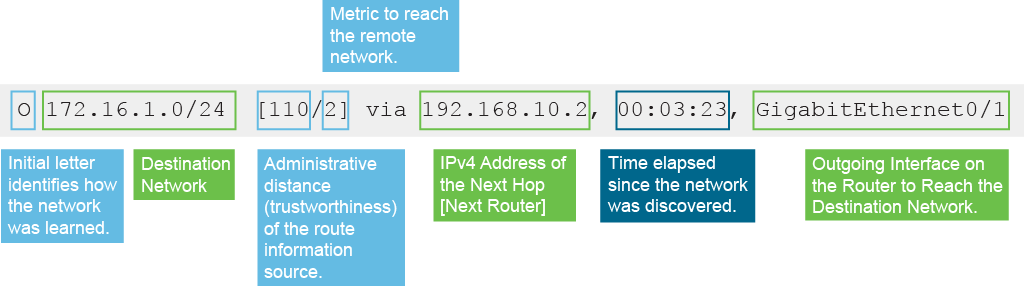 Metric to reach
the remote
network.
O 172.16.1.0/24 [110/2] via 192.168.10.2, 00:03:23, GigabitEthernet0/1
Initial letter
identifies how
the network
was learned.
Destination
Network
Administrative
distance
(trustworthiness)
of the route
information
source.
IPv4 Address of
the Next Hop
[Next Router]
Time elapsed
since the network
was discovered.
Outgoing Interface on
the Router to Reach the
Destination Network.